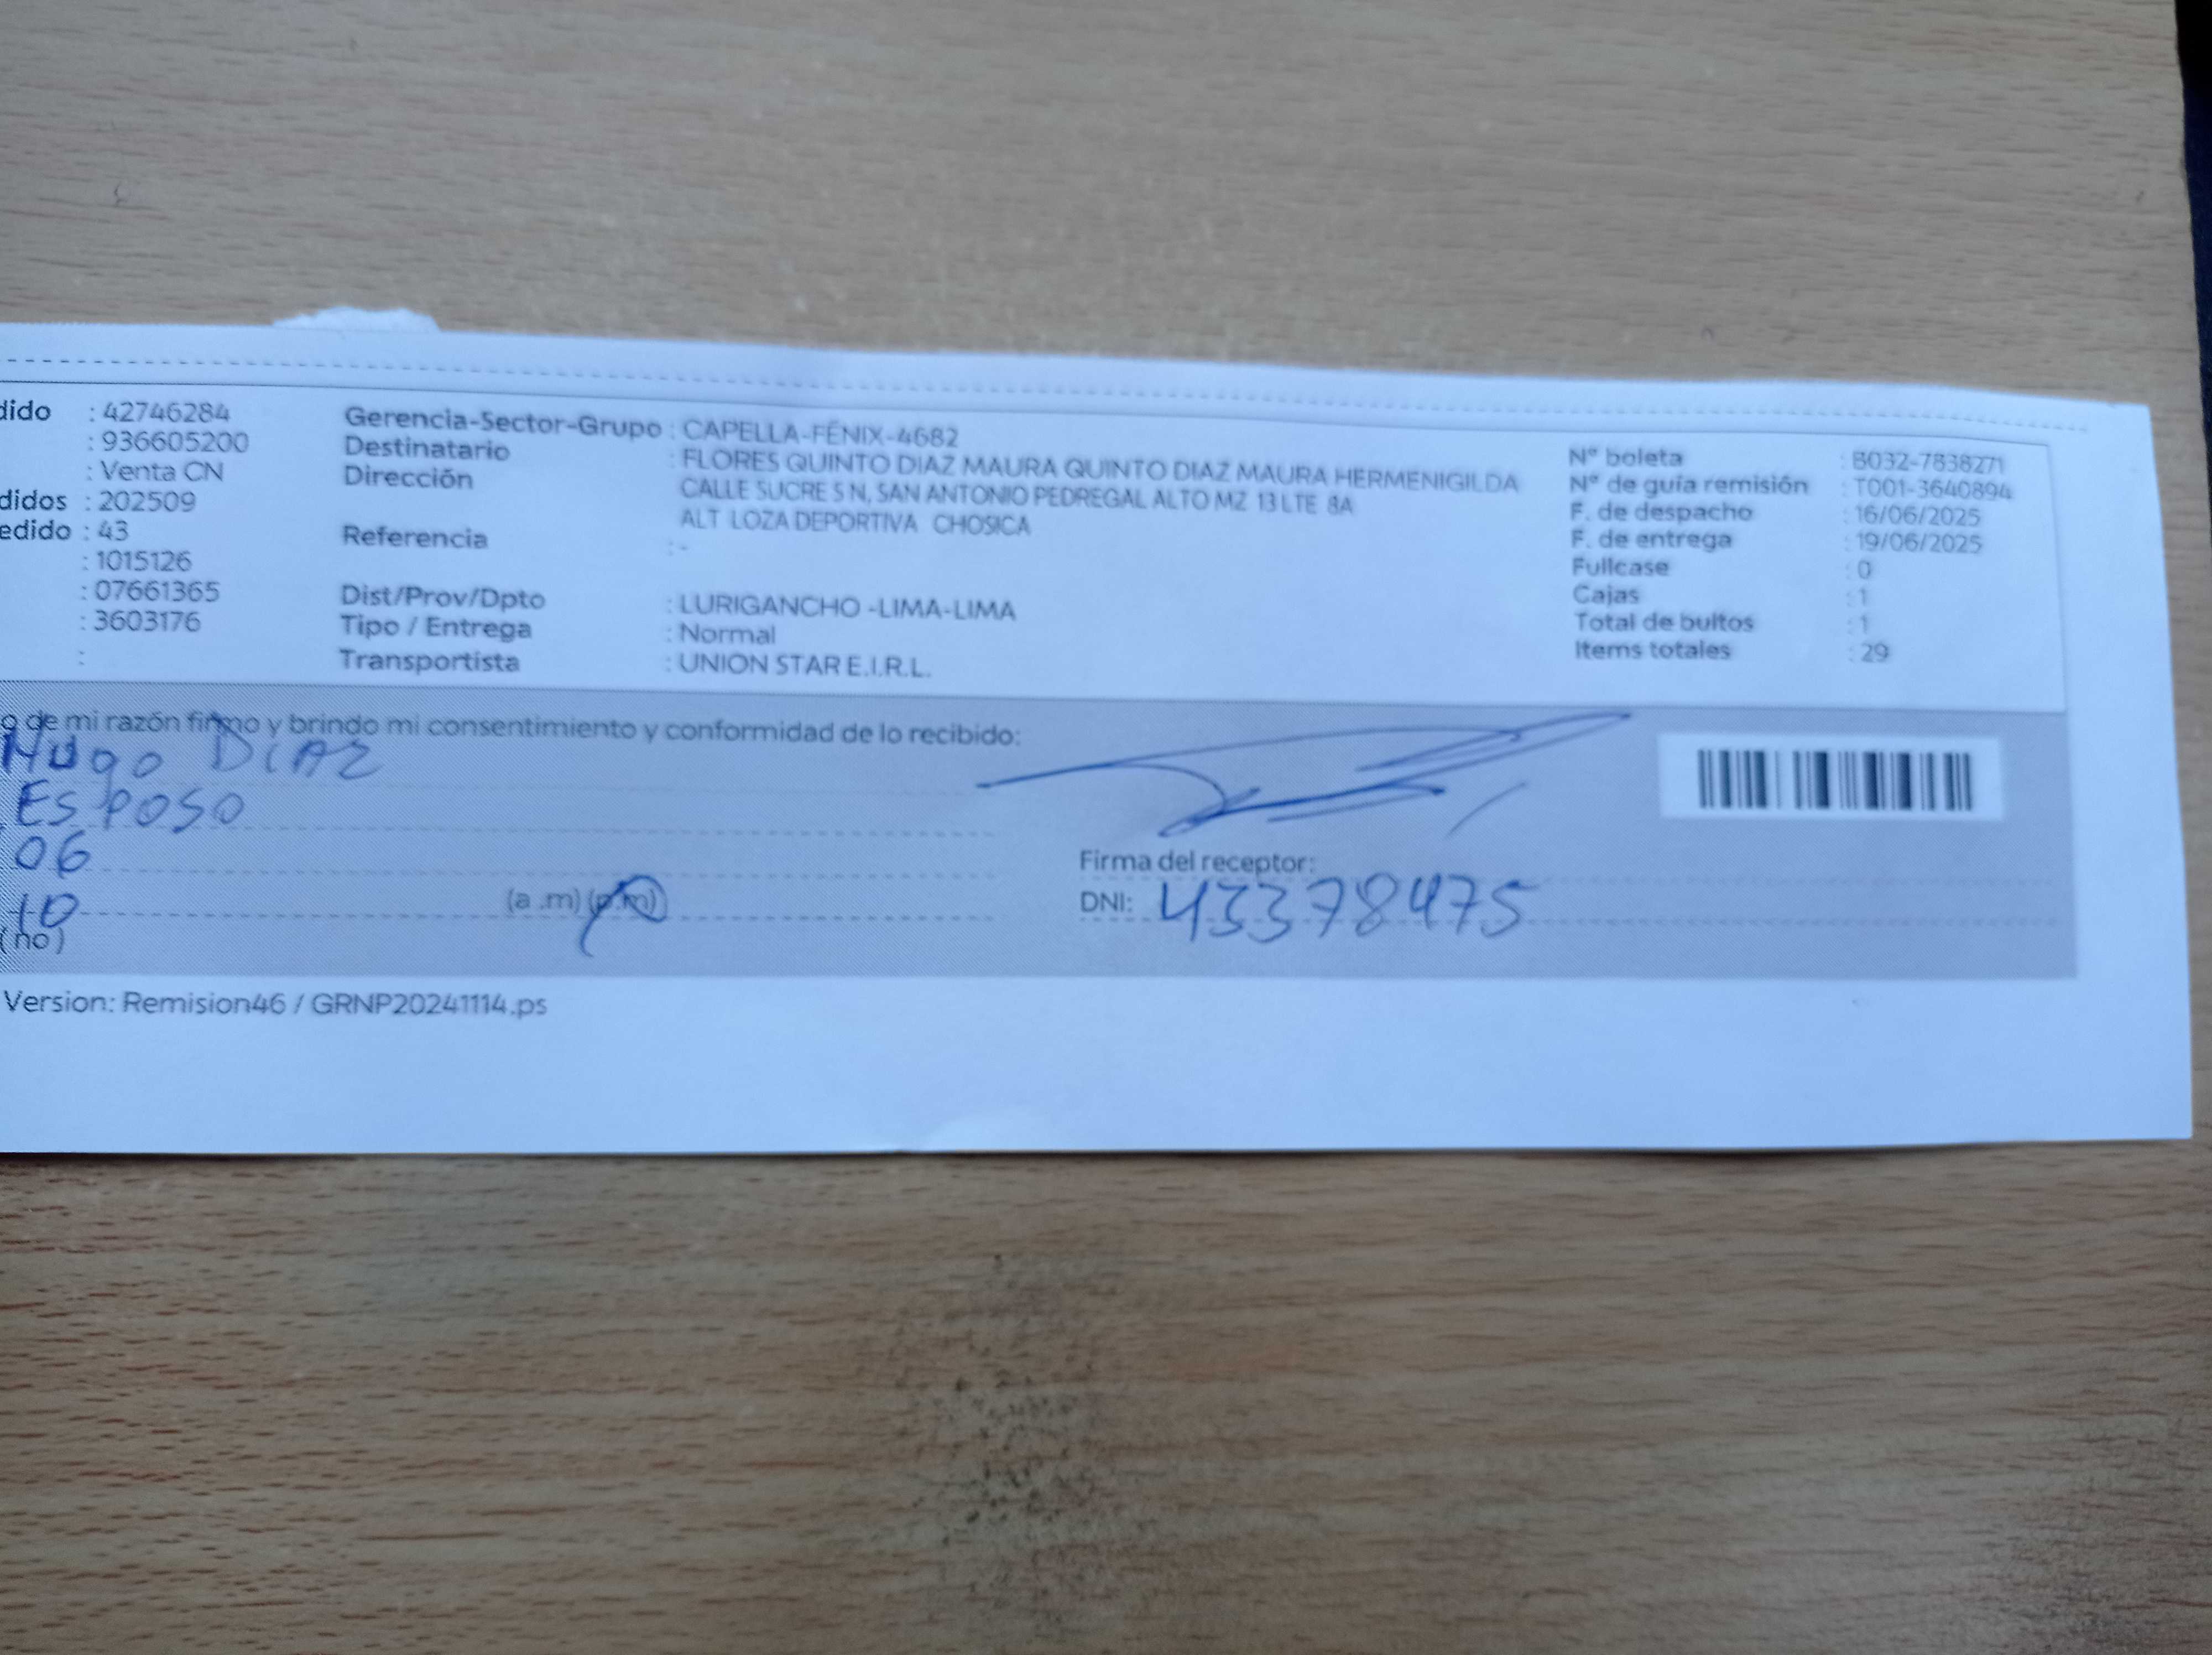 dido : 42746284
: 936605200
: Venta CN
didos : 202509
edido : 43
: 1015126
: 07661365
: 3603176
:
Gerencia-Sector-Grupo : CAPELLA-FÉNIX-4682
Destinatario : FLORES QUINTO DIAZ MAURA QUINTO DIAZ MAURA HERMENIGILDA
Dirección CALLE SUCRE S N, SAN ANTONIO PEDREGAL ALTO MZ 13 LTE 8A
ALT LOZA DEPORTIVA CHOSICA
Referencia : -
Dist/Prov/Dpto : LURIGANCHO -LIMA-LIMA
Tipo / Entrega : Normal
Transportista : UNION STAR E.I.R.L.
N° boleta : B032-7838271
N° de guía remisión : T001-3640894
F. de despacho : 16/06/2025
F. de entrega : 19/06/2025
Fullcase : 0
Cajas : 1
Total de bultos : 1
Items totales : 29
o de mi razón firmo y brindo mi consentimiento y conformidad de lo recibido:
Hugo DIAZ
ESPOSO
06
10 (a .m) (p.m)
(no)
Firma del receptor:
DNI: 43378475
Version: Remision46 / GRNP20241114.ps